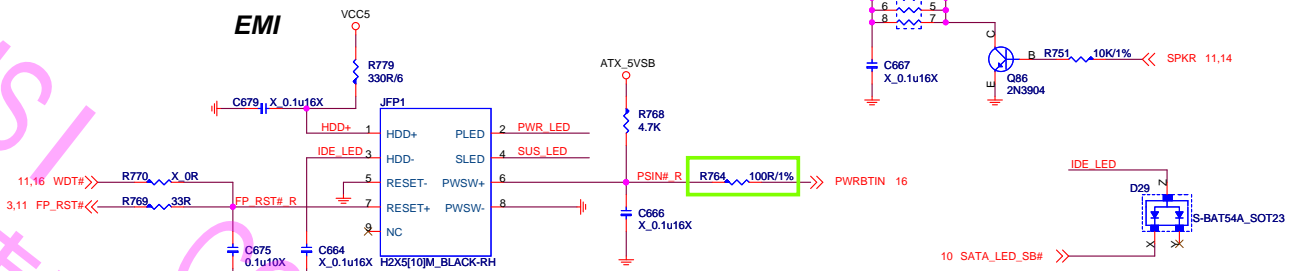 EMI
VCC5
R779
330R/6
C679 X_0.1u16X
JFP1
HDD+ 1 HDD+ PLED 2 PWR_LED
IDE_LED 3 HDD- SLED 4 SUS_LED
5 RESET- PWSW+ 6
7 RESET+ PWSW- 8
9 NC
H2X5[10]M_BLACK-RH
11,16 WDT# R770 X_0R
3,11 FP_RST# R769 33R FP_RST#_R
C675
0.1u10X
C664
X_0.1u16X
ATX_5VSB
R768
4.7K
PSIN#_R R764 100R/1% PWRBTIN 16
C666
X_0.1u16X
6 5
8 7
C667
X_0.1u16X
C
B
E
Q86
2N3904
R751 10K/1% SPKR 11,14
IDE_LED
Z
D29
S-BAT54A_SOT23
X
10 SATA_LED_SB#